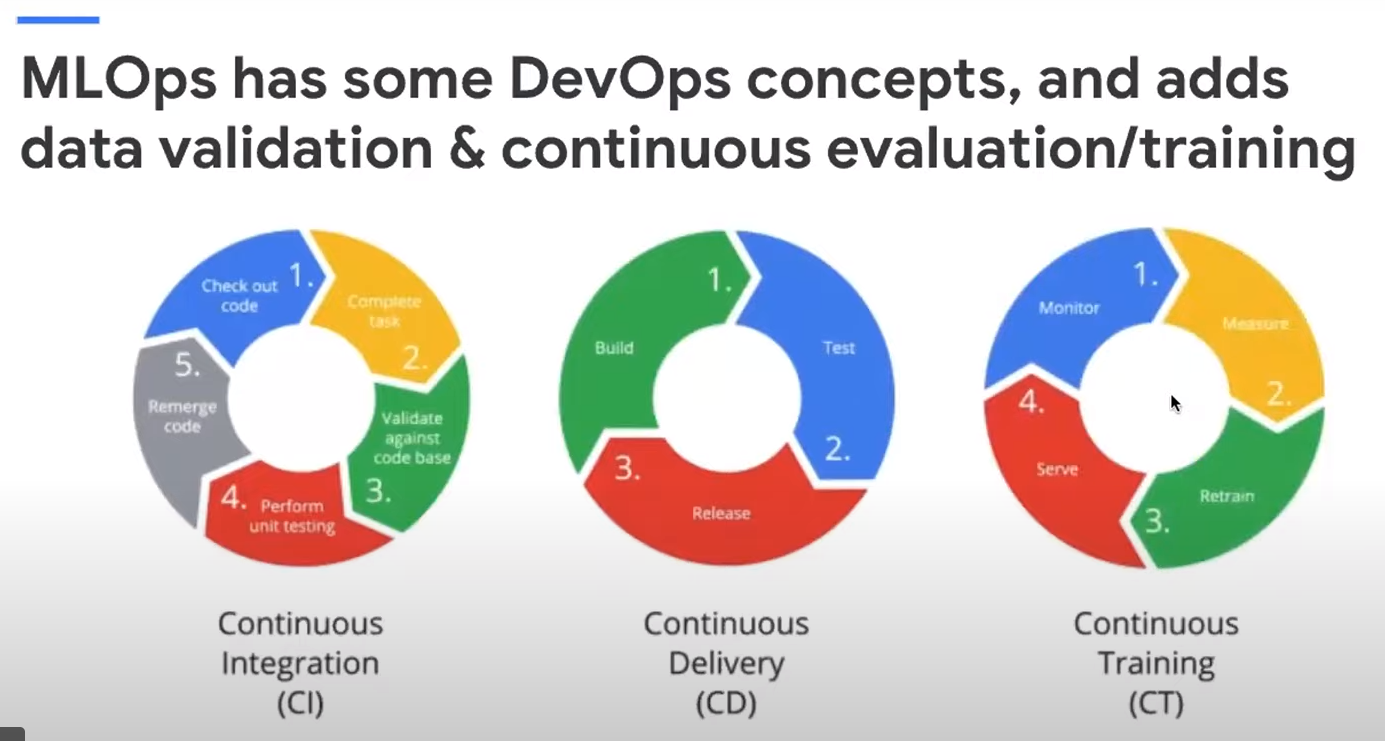 MLOps has some DevOps concepts, and adds
data validation & continuous evaluation/training
1.
Check out
code
Complete
task
2.
Validate
against
code base
3.
4.
Perform
unit testing
5.
Remerge
code
Continuous
Integration
(CI)
1.
Build
Test
2.
3.
Release
Continuous
Delivery
(CD)
1.
Monitor
Measure
2.
Retrain
3.
4.
Serve
Continuous
Training
(CT)